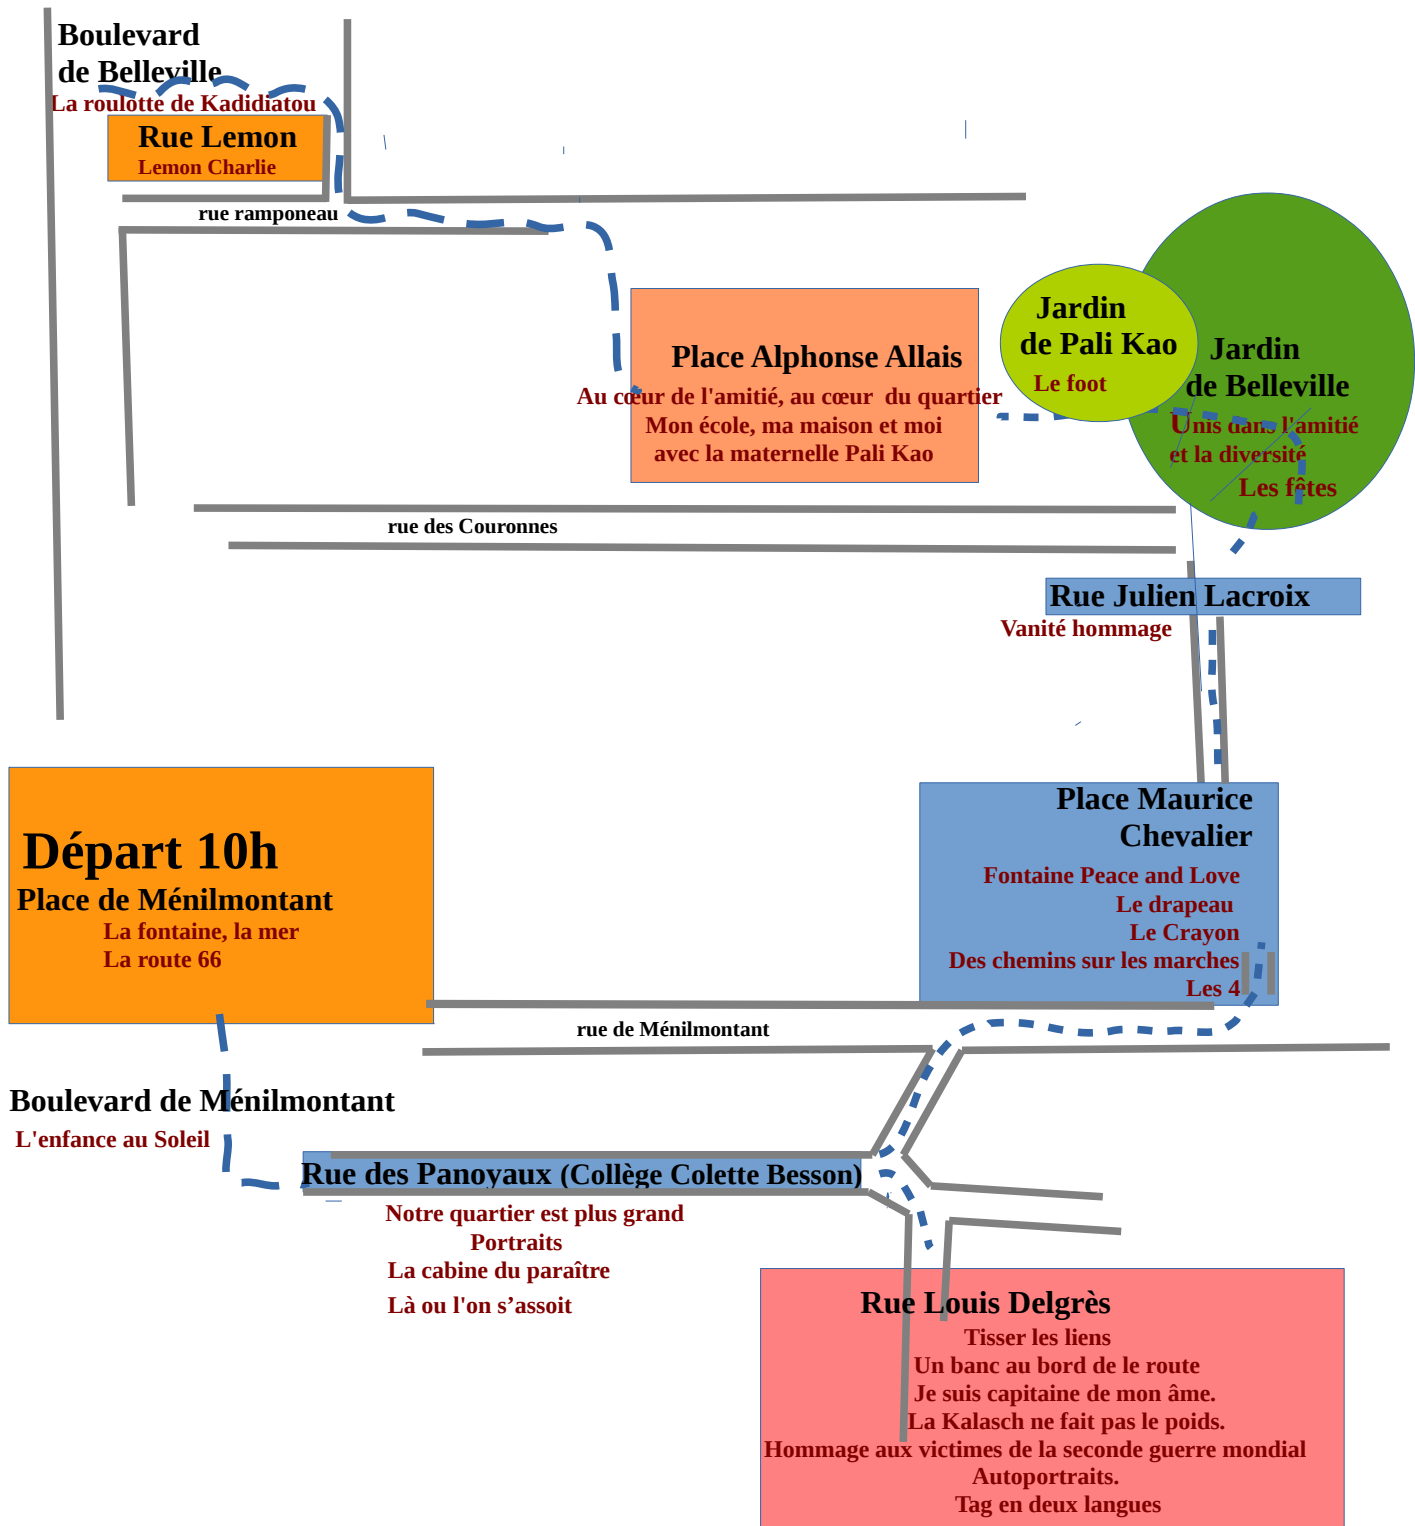 Boulevard
de Belleville
La roulotte de Kadidiatou
Rue Lemon
Lemon Charlie
rue ramponeau
Place Alphonse Allais
Au cœur de l'amitié, au cœur  du quartier
Mon école, ma maison et moi
avec la maternelle Pali Kao
Jardin
de Pali Kao
Le foot
Jardin
de Belleville
Unis dans l'amitié
et la diversité
Les fêtes
rue des Couronnes
Rue Julien Lacroix
Vanité hommage
Départ 10h
Place de Ménilmontant
La fontaine, la mer
La route 66
Place Maurice
Chevalier
Fontaine Peace and Love
Le drapeau
Le Crayon
Des chemins sur les marches
Les 4
rue de Ménilmontant
Boulevard de Ménilmontant
L'enfance au Soleil
Rue des Panoyaux (Collège Colette Besson)
Notre quartier est plus grand
Portraits
La cabine du paraître
Là ou l'on s’assoit
Rue Louis Delgrès
Tisser les liens
Un banc au bord de le route
Je suis capitaine de mon âme.
La Kalasch ne fait pas le poids.
Hommage aux victimes de la seconde guerre mondial
Autoportraits.
Tag en deux langues